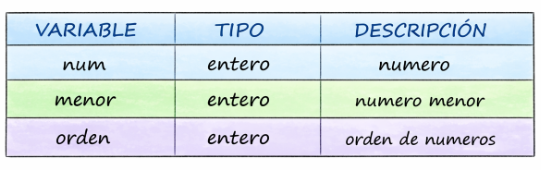 VARIABLE TIPO DESCRIPCIÓN
num entero numero
menor entero numero menor
orden entero orden de numeros